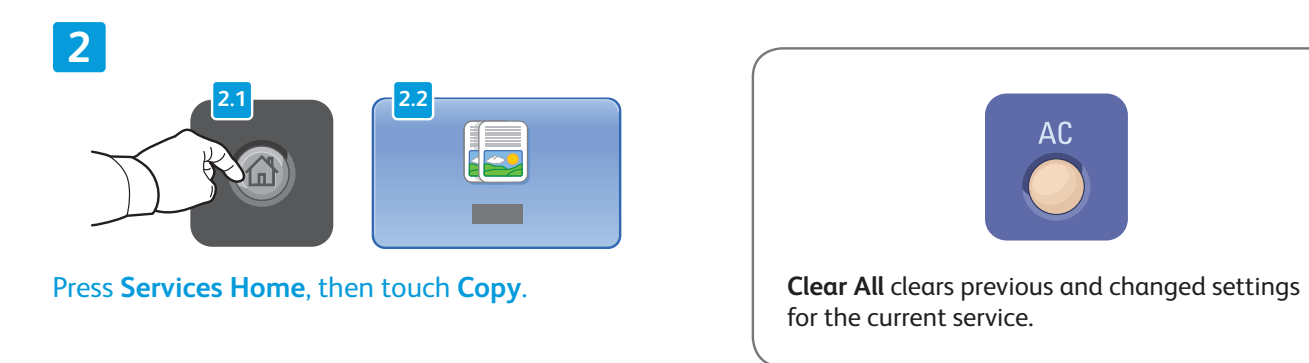 2
2.1
2.2
Press Services Home, then touch Copy.
AC
Clear All clears previous and changed settings
for the current service.